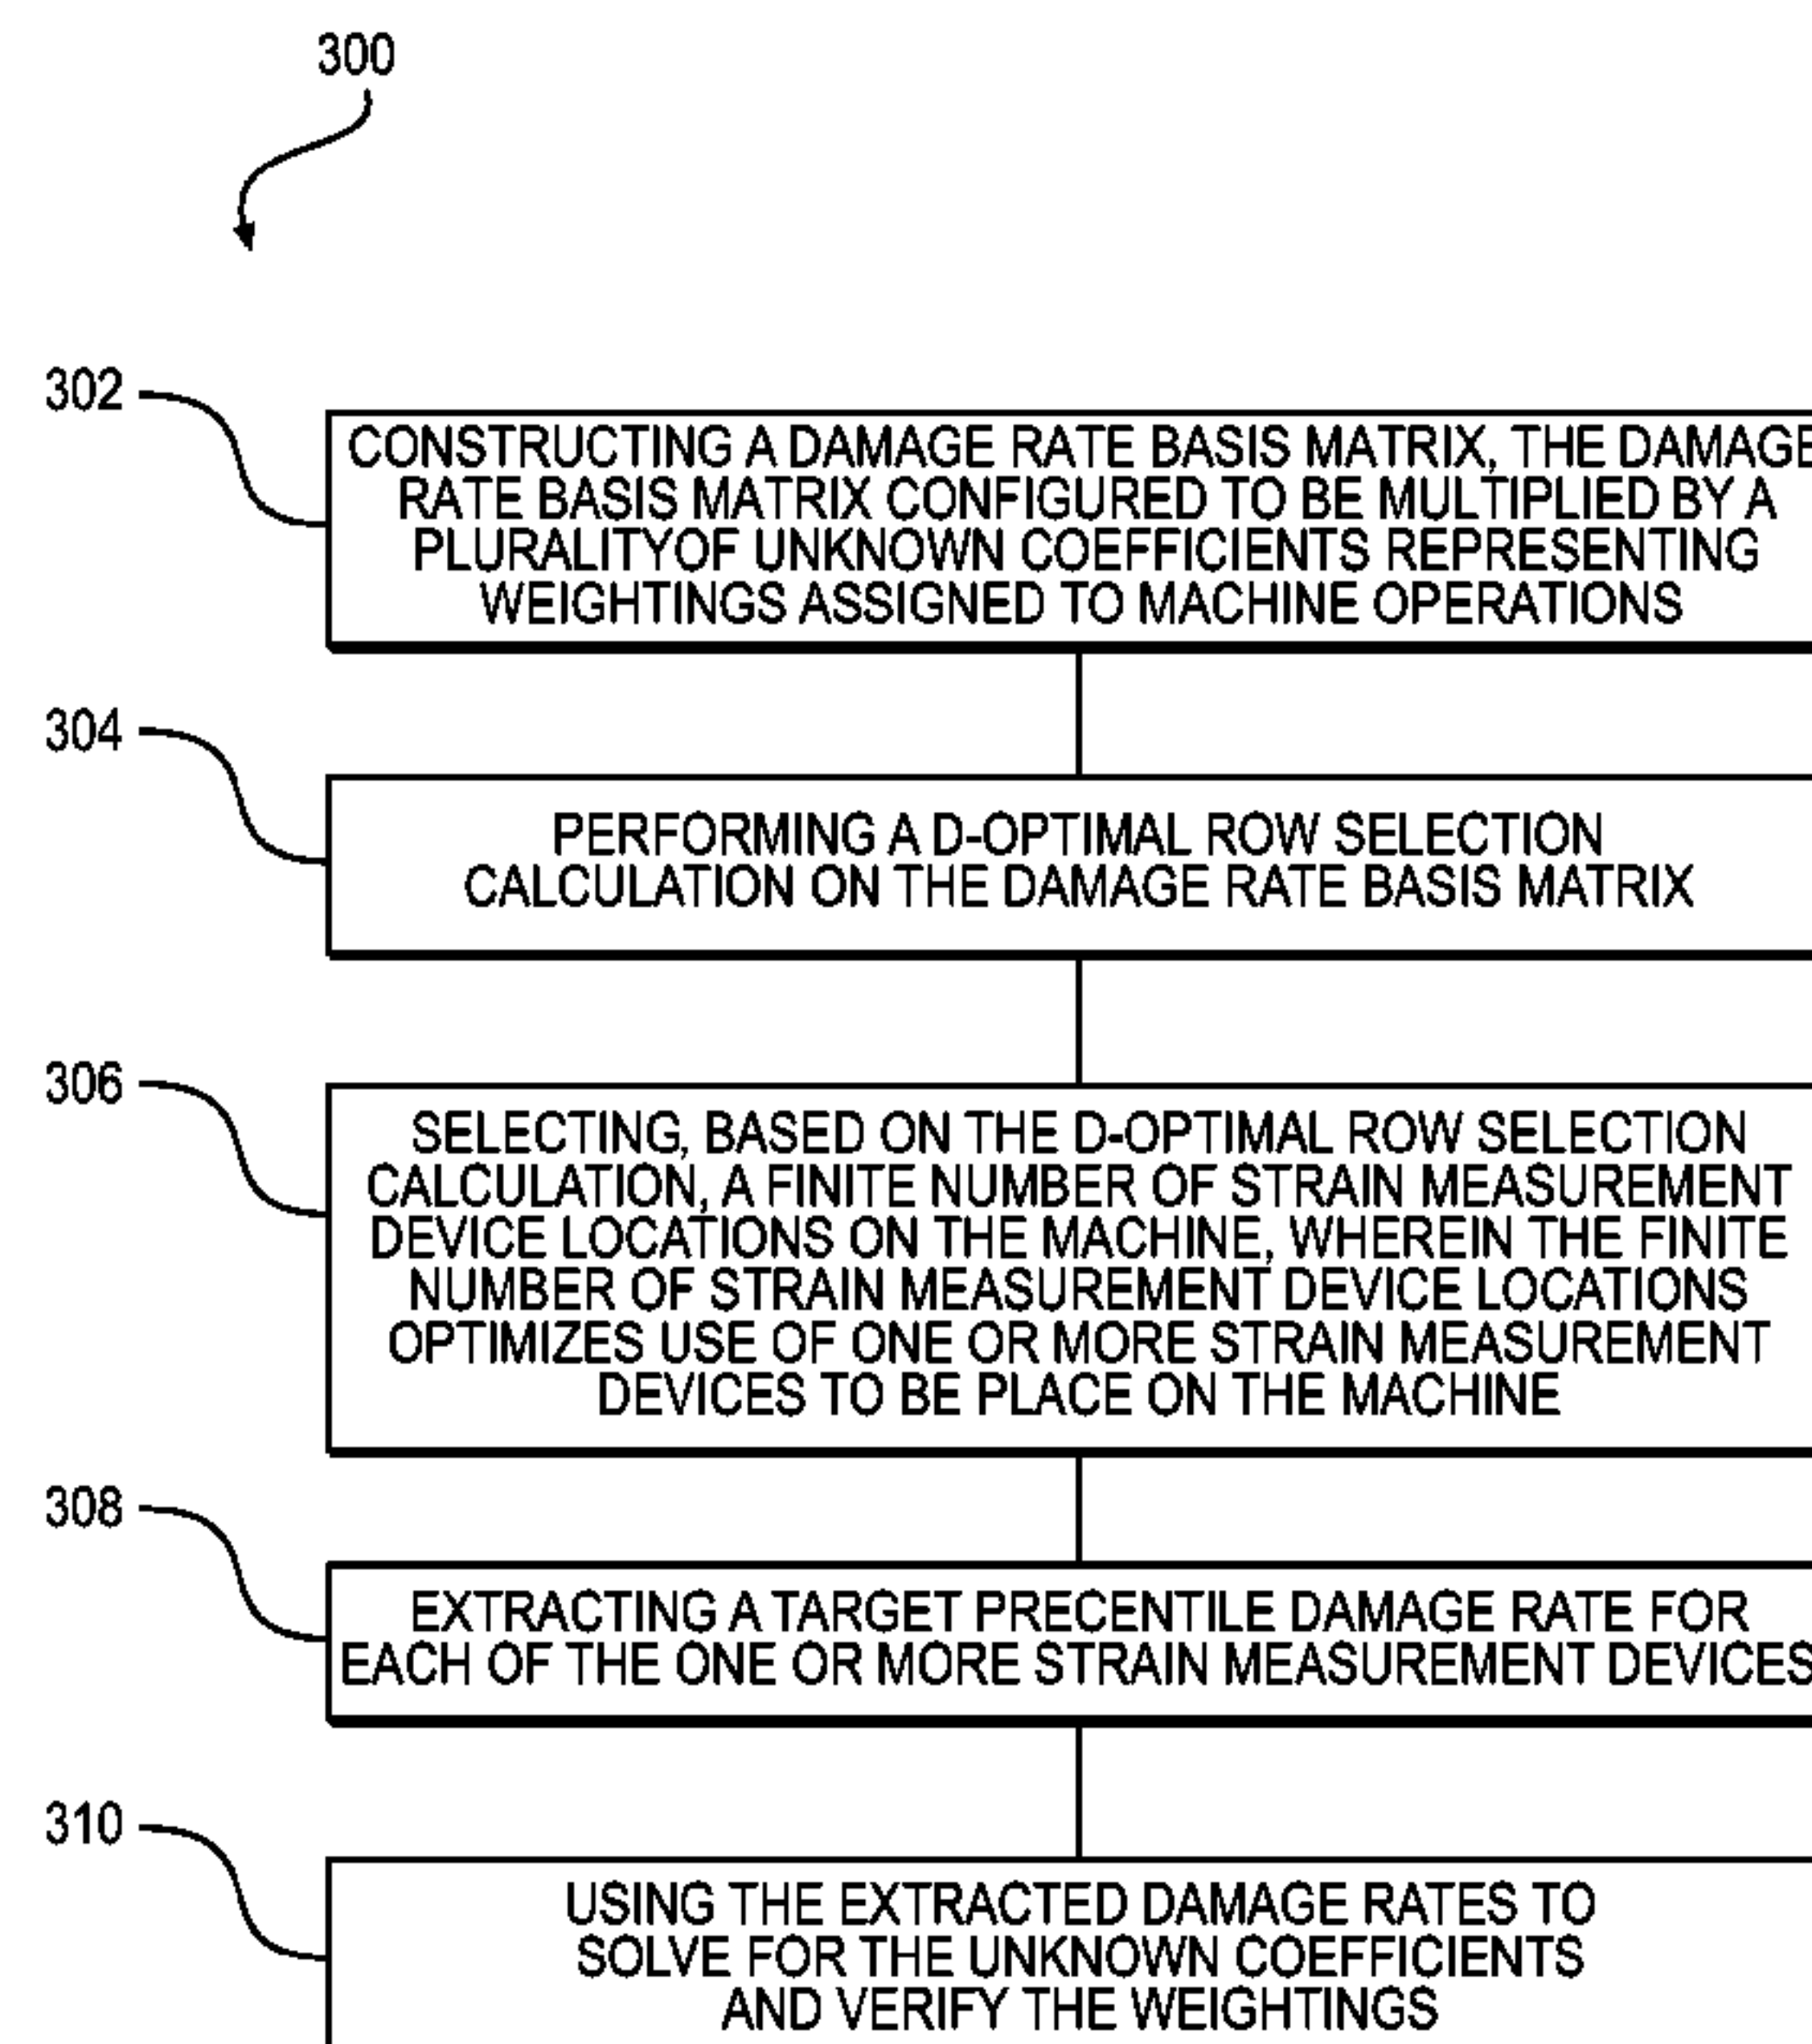 300
302
CONSTRUCTING A DAMAGE RATE BASIS MATRIX, THE DAMAGE
RATE BASIS MATRIX CONFIGURED TO BE MULTIPLIED BY A
PLURALITYOF UNKNOWN COEFFICIENTS REPRESENTING
WEIGHTINGS ASSIGNED TO MACHINE OPERATIONS
304
PERFORMING A D-OPTIMAL ROW SELECTION
CALCULATION ON THE DAMAGE RATE BASIS MATRIX
306
SELECTING, BASED ON THE D-OPTIMAL ROW SELECTION
CALCULATION, A FINITE NUMBER OF STRAIN MEASUREMENT
DEVICE LOCATIONS ON THE MACHINE, WHEREIN THE FINITE
NUMBER OF STRAIN MEASUREMENT DEVICE LOCATIONS
OPTIMIZES USE OF ONE OR MORE STRAIN MEASUREMENT
DEVICES TO BE PLACE ON THE MACHINE
308
EXTRACTING A TARGET PRECENTILE DAMAGE RATE FOR
EACH OF THE ONE OR MORE STRAIN MEASUREMENT DEVICES
310
USING THE EXTRACTED DAMAGE RATES TO
SOLVE FOR THE UNKNOWN COEFFICIENTS
AND VERIFY THE WEIGHTINGS